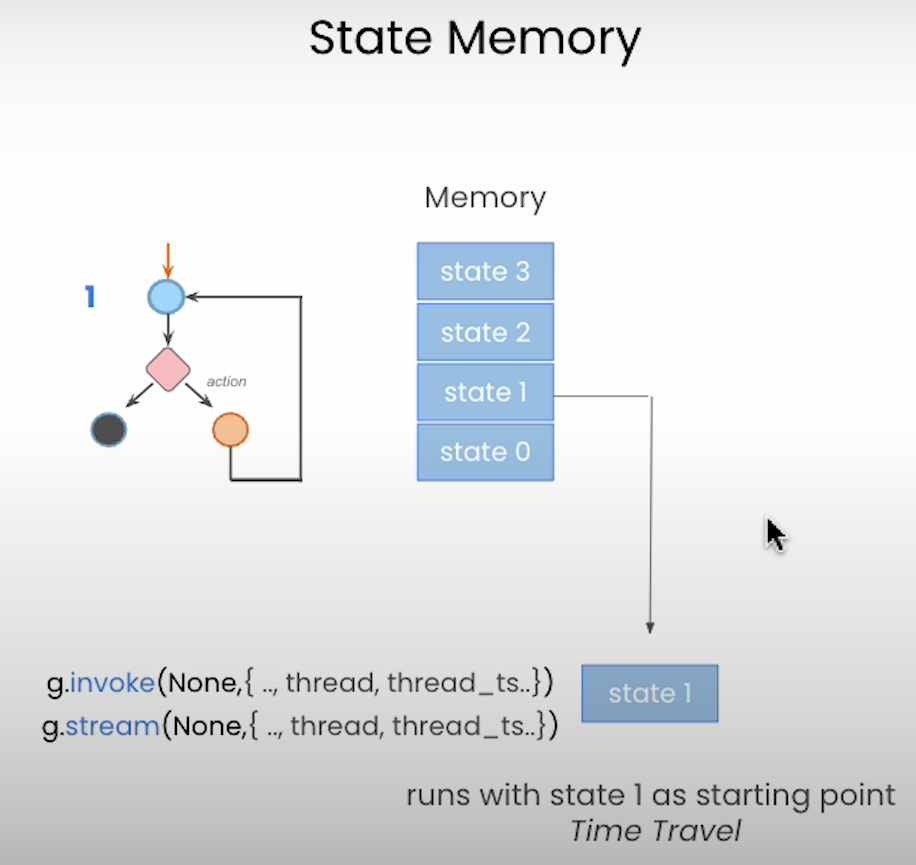 State Memory
Memory
1
action
state 3
state 2
state 1
state 0
g.invoke(None,{ .., thread, thread_ts..})
g.stream(None,{ .., thread, thread_ts..})
state 1
runs with state 1 as starting point
Time Travel